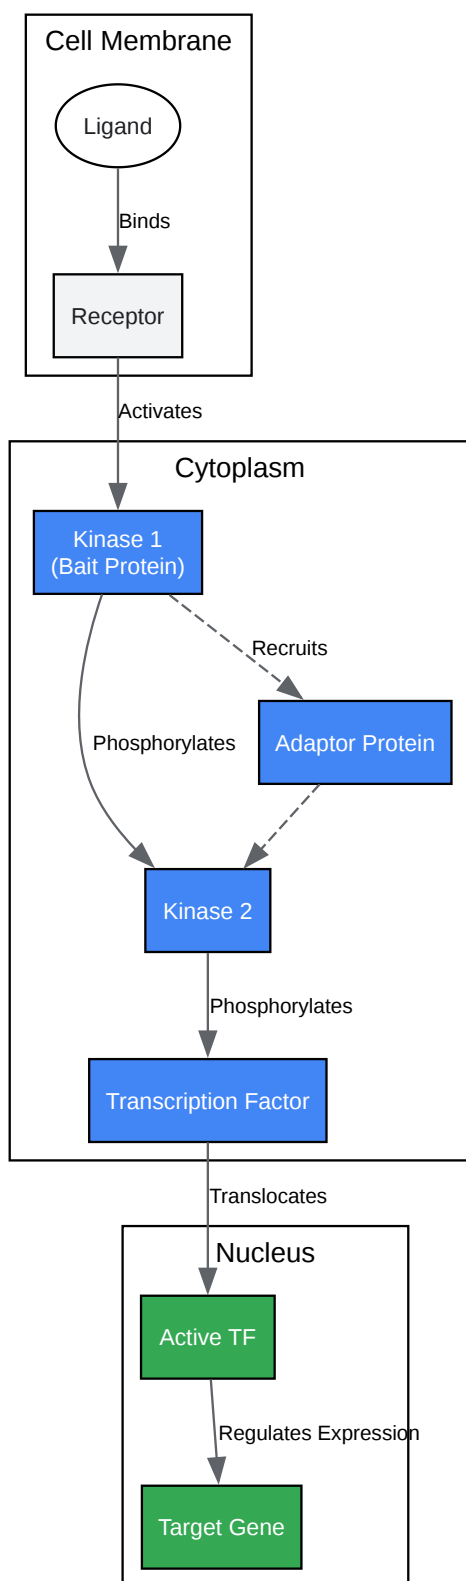 Cell Membrane
Ligand
Binds
Receptor
Activates
Cytoplasm
Kinase 1
(Bait Protein)
Recruits
Phosphorylates
Adaptor Protein
Kinase 2
Phosphorylates
Transcription Factor
Translocates
Nucleus
Active TF
Regulates Expression
Target Gene